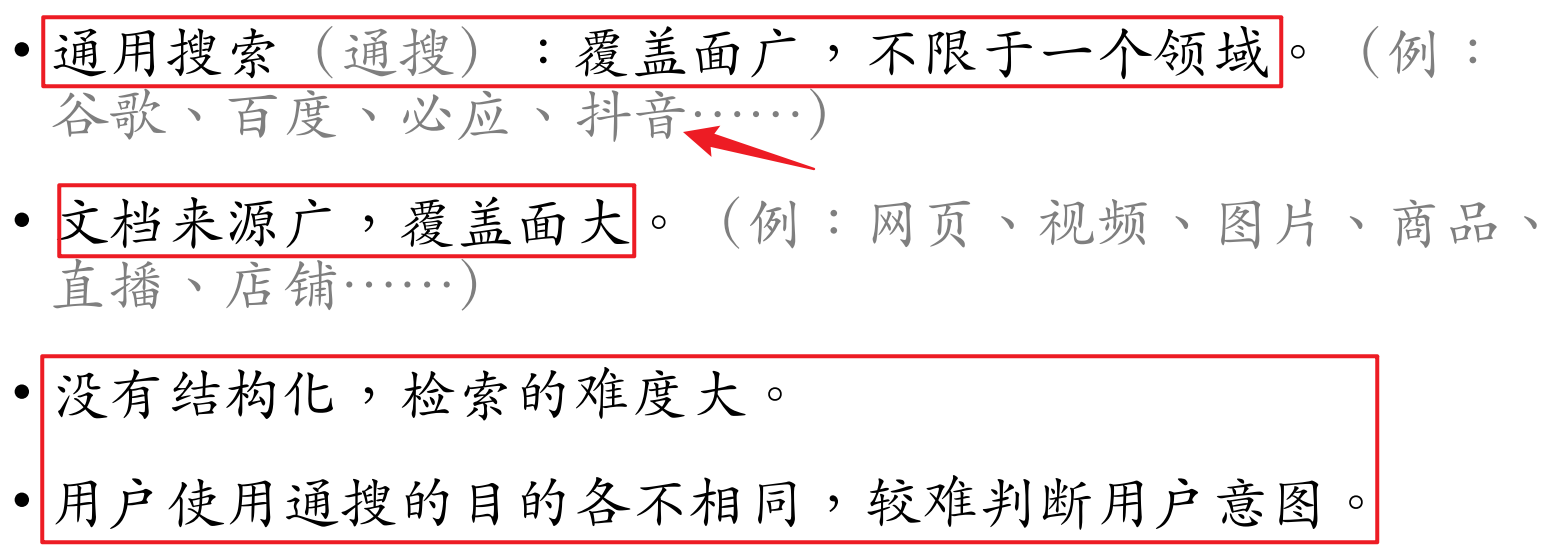 • 通用搜索（通搜）：覆盖面广，不限于一个领域。（例：
谷歌、百度、必应、抖音……）
• 文档来源广，覆盖面大。（例：网页、视频、图片、商品、
直播、店铺……）
• 没有结构化，检索的难度大。
• 用户使用通搜的目的各不相同，较难判断用户意图。